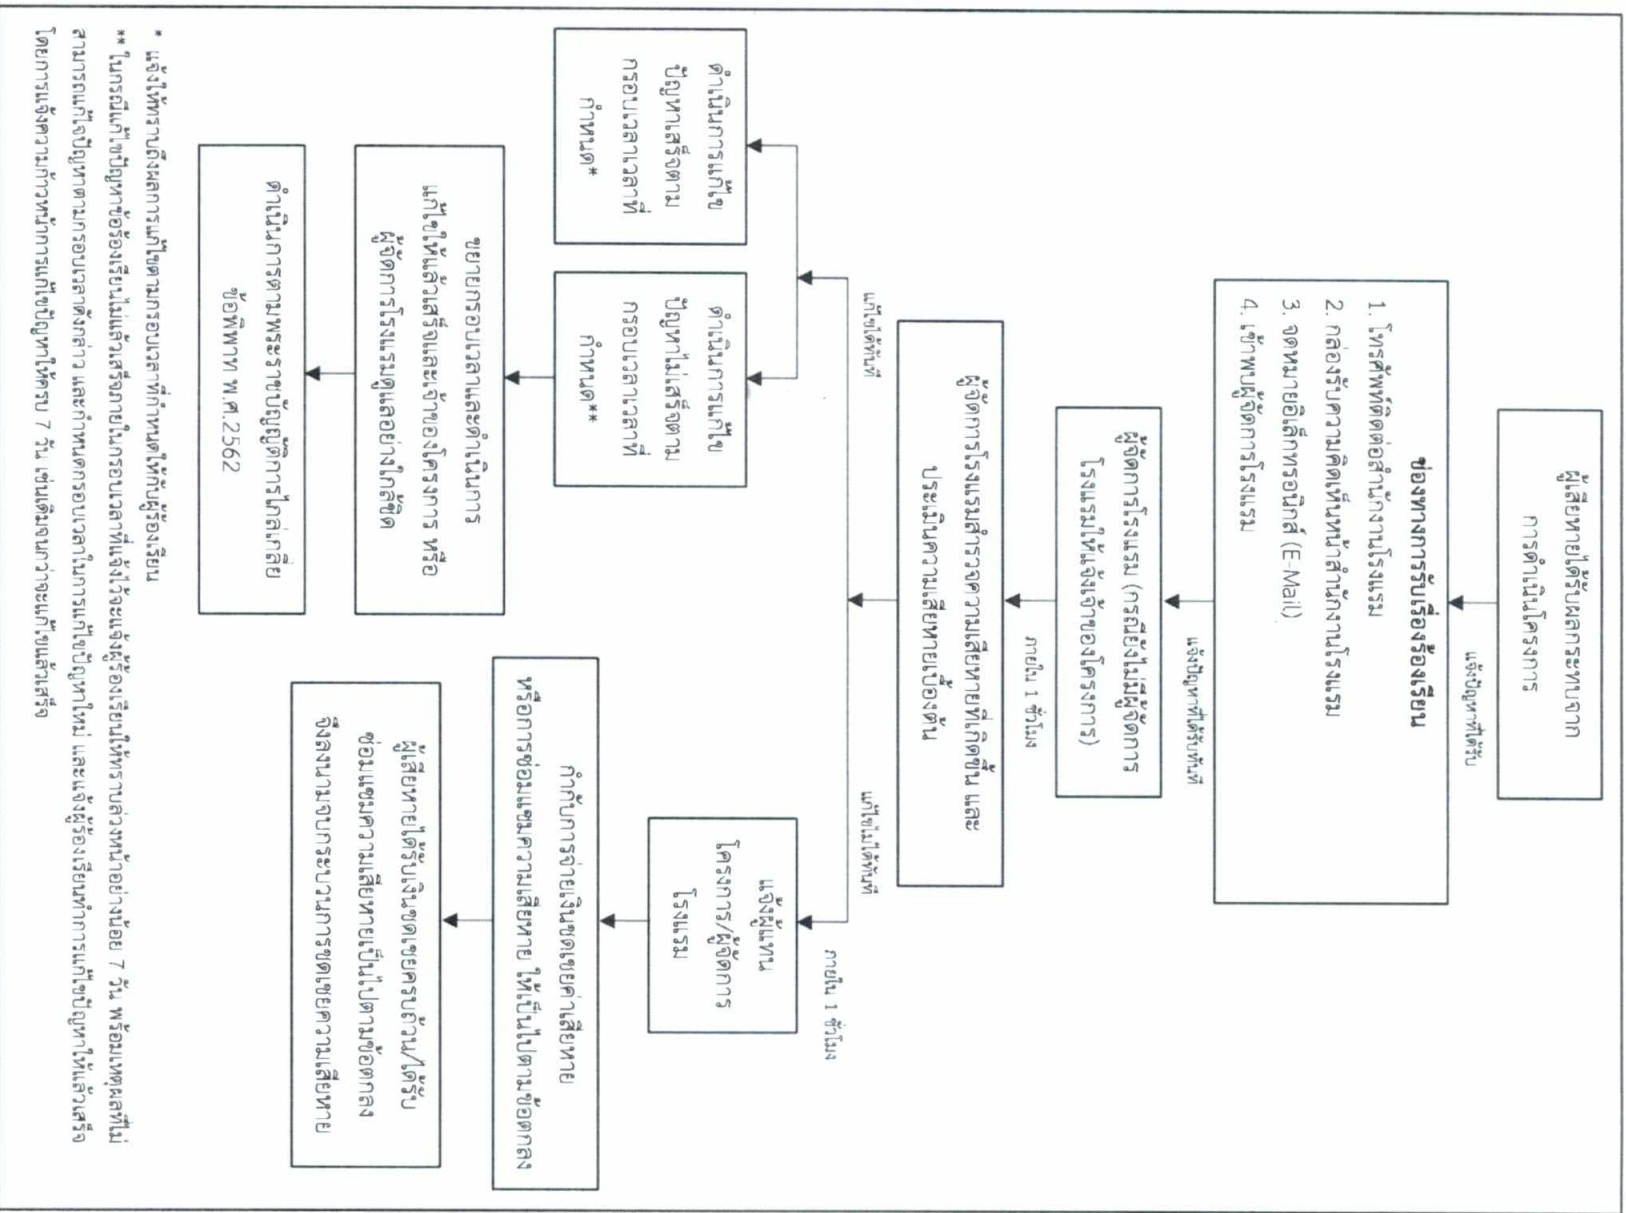 ผู้เสียหายได้รับผลกระทบจาก
การดำเนินโครงการ
แจ้งปัญหาที่ได้รับ
ช่องทางการรับเรื่องร้องเรียน
1. โทรศัพท์ติดต่อสำนักงานโรงแรม
2. กล่องรับความคิดเห็นหน้าสำนักงานโรงแรม
3. จดหมายอิเล็กทรอนิกส์ (E-Mail)
4. เข้าพบผู้จัดการโรงแรม
แจ้งปัญหาที่ได้รับทันที
ผู้จัดการโรงแรม (กรณียังไม่มีผู้จัดการ
โรงแรมให้แจ้งเจ้าของโครงการ)
ภายใน 1 ชั่วโมง
ผู้จัดการโรงแรมสำรวจความเสียหายที่เกิดขึ้น และ
ประเมินความเสียหายเบื้องต้น
แก้ไขได้ทันที
แก้ไขไม่ได้ทันที
ภายใน 1 ชั่วโมง
ดำเนินการแก้ไข
ปัญหาเสร็จตาม
กรอบเวลาเวลาที่
กำหนด*
ดำเนินการแก้ไข
ปัญหาไม่เสร็จตาม
กรอบเวลาเวลาที่
กำหนด**
แจ้งผู้แทน
โครงการ/ผู้จัดการ
โรงแรม
ขยายกรอบเวลาและดำเนินการ
แก้ไขให้แล้วเสร็จและเจ้าของโครงการ หรือ
ผู้จัดการโรงแรมดูแลอย่างใกล้ชิด
กำกับการจ่ายเงินชดเชยค่าเสียหาย
หรือการซ่อมแซมความเสียหาย ให้เป็นไปตามข้อตกลง
ดำเนินการตามพระราชบัญญัติการไกล่เกลี่ย
ข้อพิพาท พ.ศ.2562
ผู้เสียหายได้รับเงินชดเชยครบถ้วน/ได้รับ
ซ่อมแซมความเสียหายเป็นไปตามข้อตกลง
จึงลงนามจบกระบวนการชดเชยความเสียหาย
* แจ้งให้ทราบถึงผลการแก้ไขตามกรอบเวลาที่กำหนดให้กับผู้ร้องเรียน
** ในกรณีแก้ไขปัญหาข้อร้องเรียนไม่แล้วเสร็จภายในกรอบเวลาที่แจ้งไว้จะแจ้งผู้ร้องเรียนให้ทราบล่วงหน้าอย่างน้อย 7 วัน พร้อมเหตุผลที่ไม่
สามารถแก้ไขปัญหาตามกรอบเวลาดังกล่าว และกำหนดกรอบเวลาในการแก้ไขปัญหาใหม่ และแจ้งผู้ร้องเรียนทำการแก้ไขปัญหาให้แล้วเสร็จ
โดยการแจ้งความก้าวหน้าการแก้ไขปัญหาให้ครบ 7 วัน เช่นเดิมจนกว่าจะแก้ไขแล้วเสร็จ